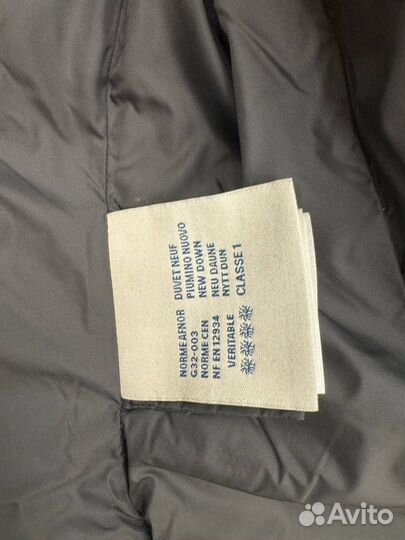 NORME AFNOR
G32-003
NORME CEN
NF EN 12934
VERITABLE
DUVET NEUF
PIUMINO NUOVO
NEW DOWN
NEU DAUNE
NYTT DUN
CLASSE 1
Avito